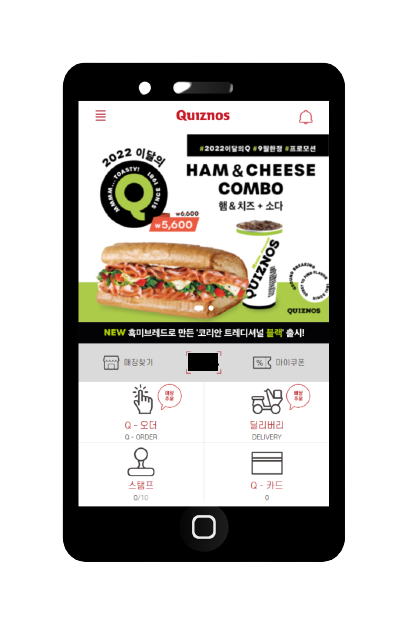 Quiznos
#2022이달의Q #9월한정 #프로모션
2022 이달의
MMMM... TOASTY!
SINCE 1981
Q
HAM & CHEESE
COMBO
햄 & 치즈 + 소다
₩6,600
₩5,600
QUIZNOS
QUIZNOS
NEW 흑미브레드로 만든 '코리안 트레디셔널 블랙' 출시!
매장찾기
마이쿠폰
매장
주문
매장
주문
Q - 오더
딜리버리
Q - ORDER
DELIVERY
스탬프
Q - 카드
0/10
0